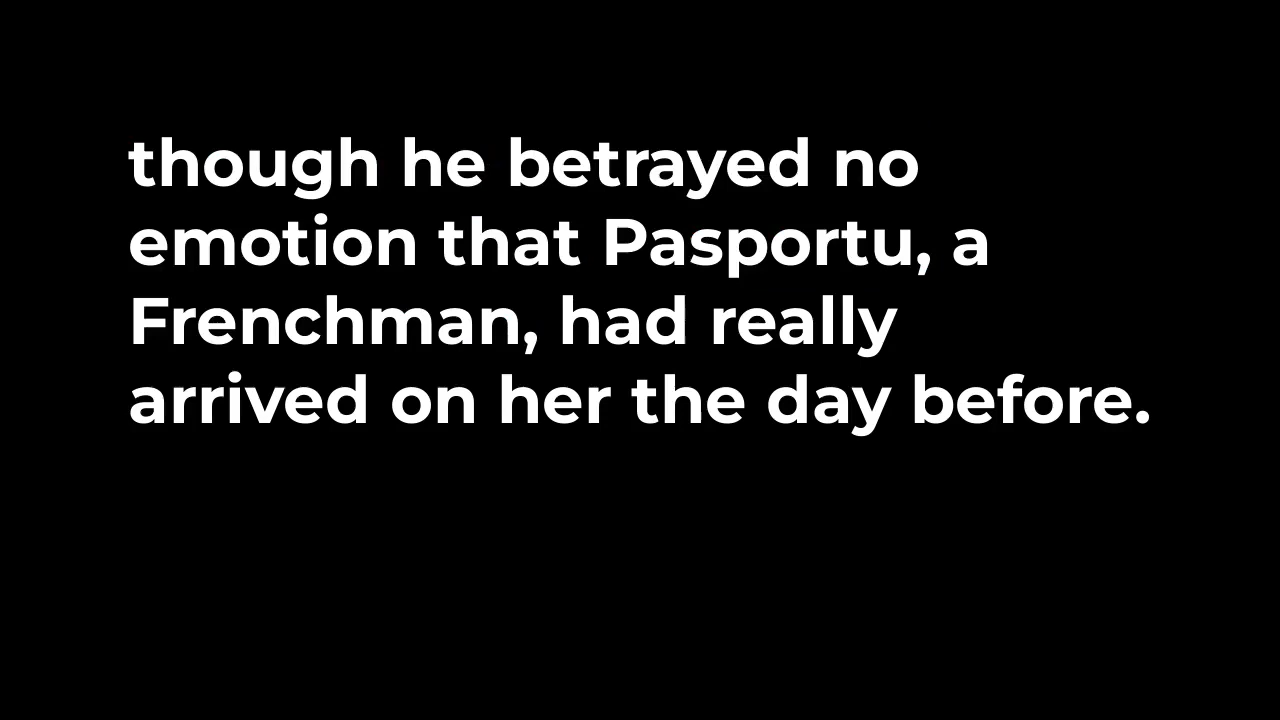 though he betrayed no
emotion that Pasportu, a
Frenchman, had really
arrived on her the day before.